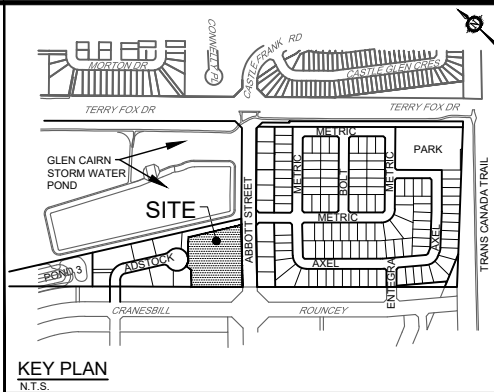 CONNELLY PL
CASTLE FRANK RD
MORTON DR
CASTLE GLEN CRES
TERRY FOX DR
TERRY FOX DR
METRIC
PARK
GLEN CAIRN
STORM WATER
POND
METRIC
BOLT
METRIC
TRANS CANADA TRAIL
SITE
ABBOTT STREET
METRIC
AXEL
POND 3
ADSTOCK
AXEL
ENTEGRA
CRANESBILL
ROUNCEY
KEY PLAN
N.T.S.